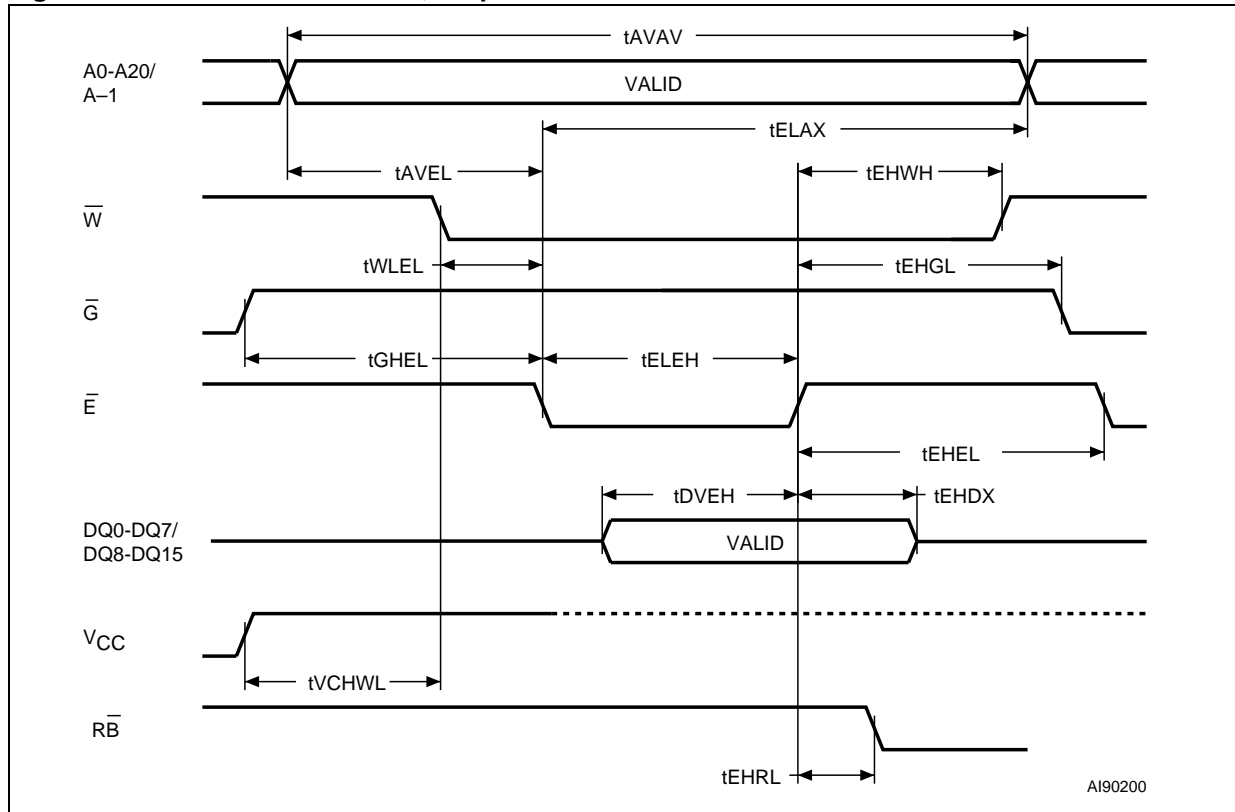 tAVAV
A0-A20/
A–1
VALID
tELAX
tAVEL
tEHWH
W̅
tWLEL
tEHGL
G̅
tGHEL
tELEH
E̅
tEHEL
tDVEH
tEHDX
DQ0-DQ7/
DQ8-DQ15
VALID
VCC
tVCHWL
RB̅
tEHRL
AI90200